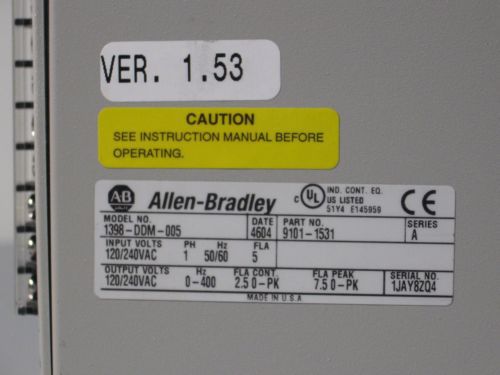 VER. 1.53
CAUTION
SEE INSTRUCTION MANUAL BEFORE
OPERATING.
AB Allen-Bradley c UL US LISTED IND. CONT. EQ.
51Y4 E145959 CE
MODEL NO. DATE PART NO. SERIES
1398-DDM-005 4604 9101-1531 A
INPUT VOLTS PH Hz FLA
120/240VAC 1 50/60 5
OUTPUT VOLTS Hz FLA CONT. FLA PEAK SERIAL NO.
120/240VAC 0-400 2.5 0-PK 7.5 0-PK 1JAY8ZQ4
MADE IN U.S.A